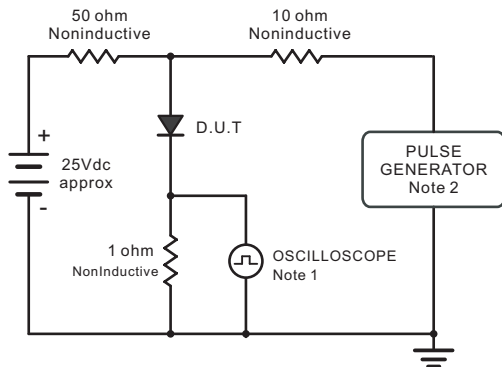 50 ohm
Noninductive
10 ohm
Noninductive
+
D.U.T
25Vdc
approx
-
PULSE
GENERATOR
Note 2
1 ohm
NonInductive
OSCILLOSCOPE
Note 1